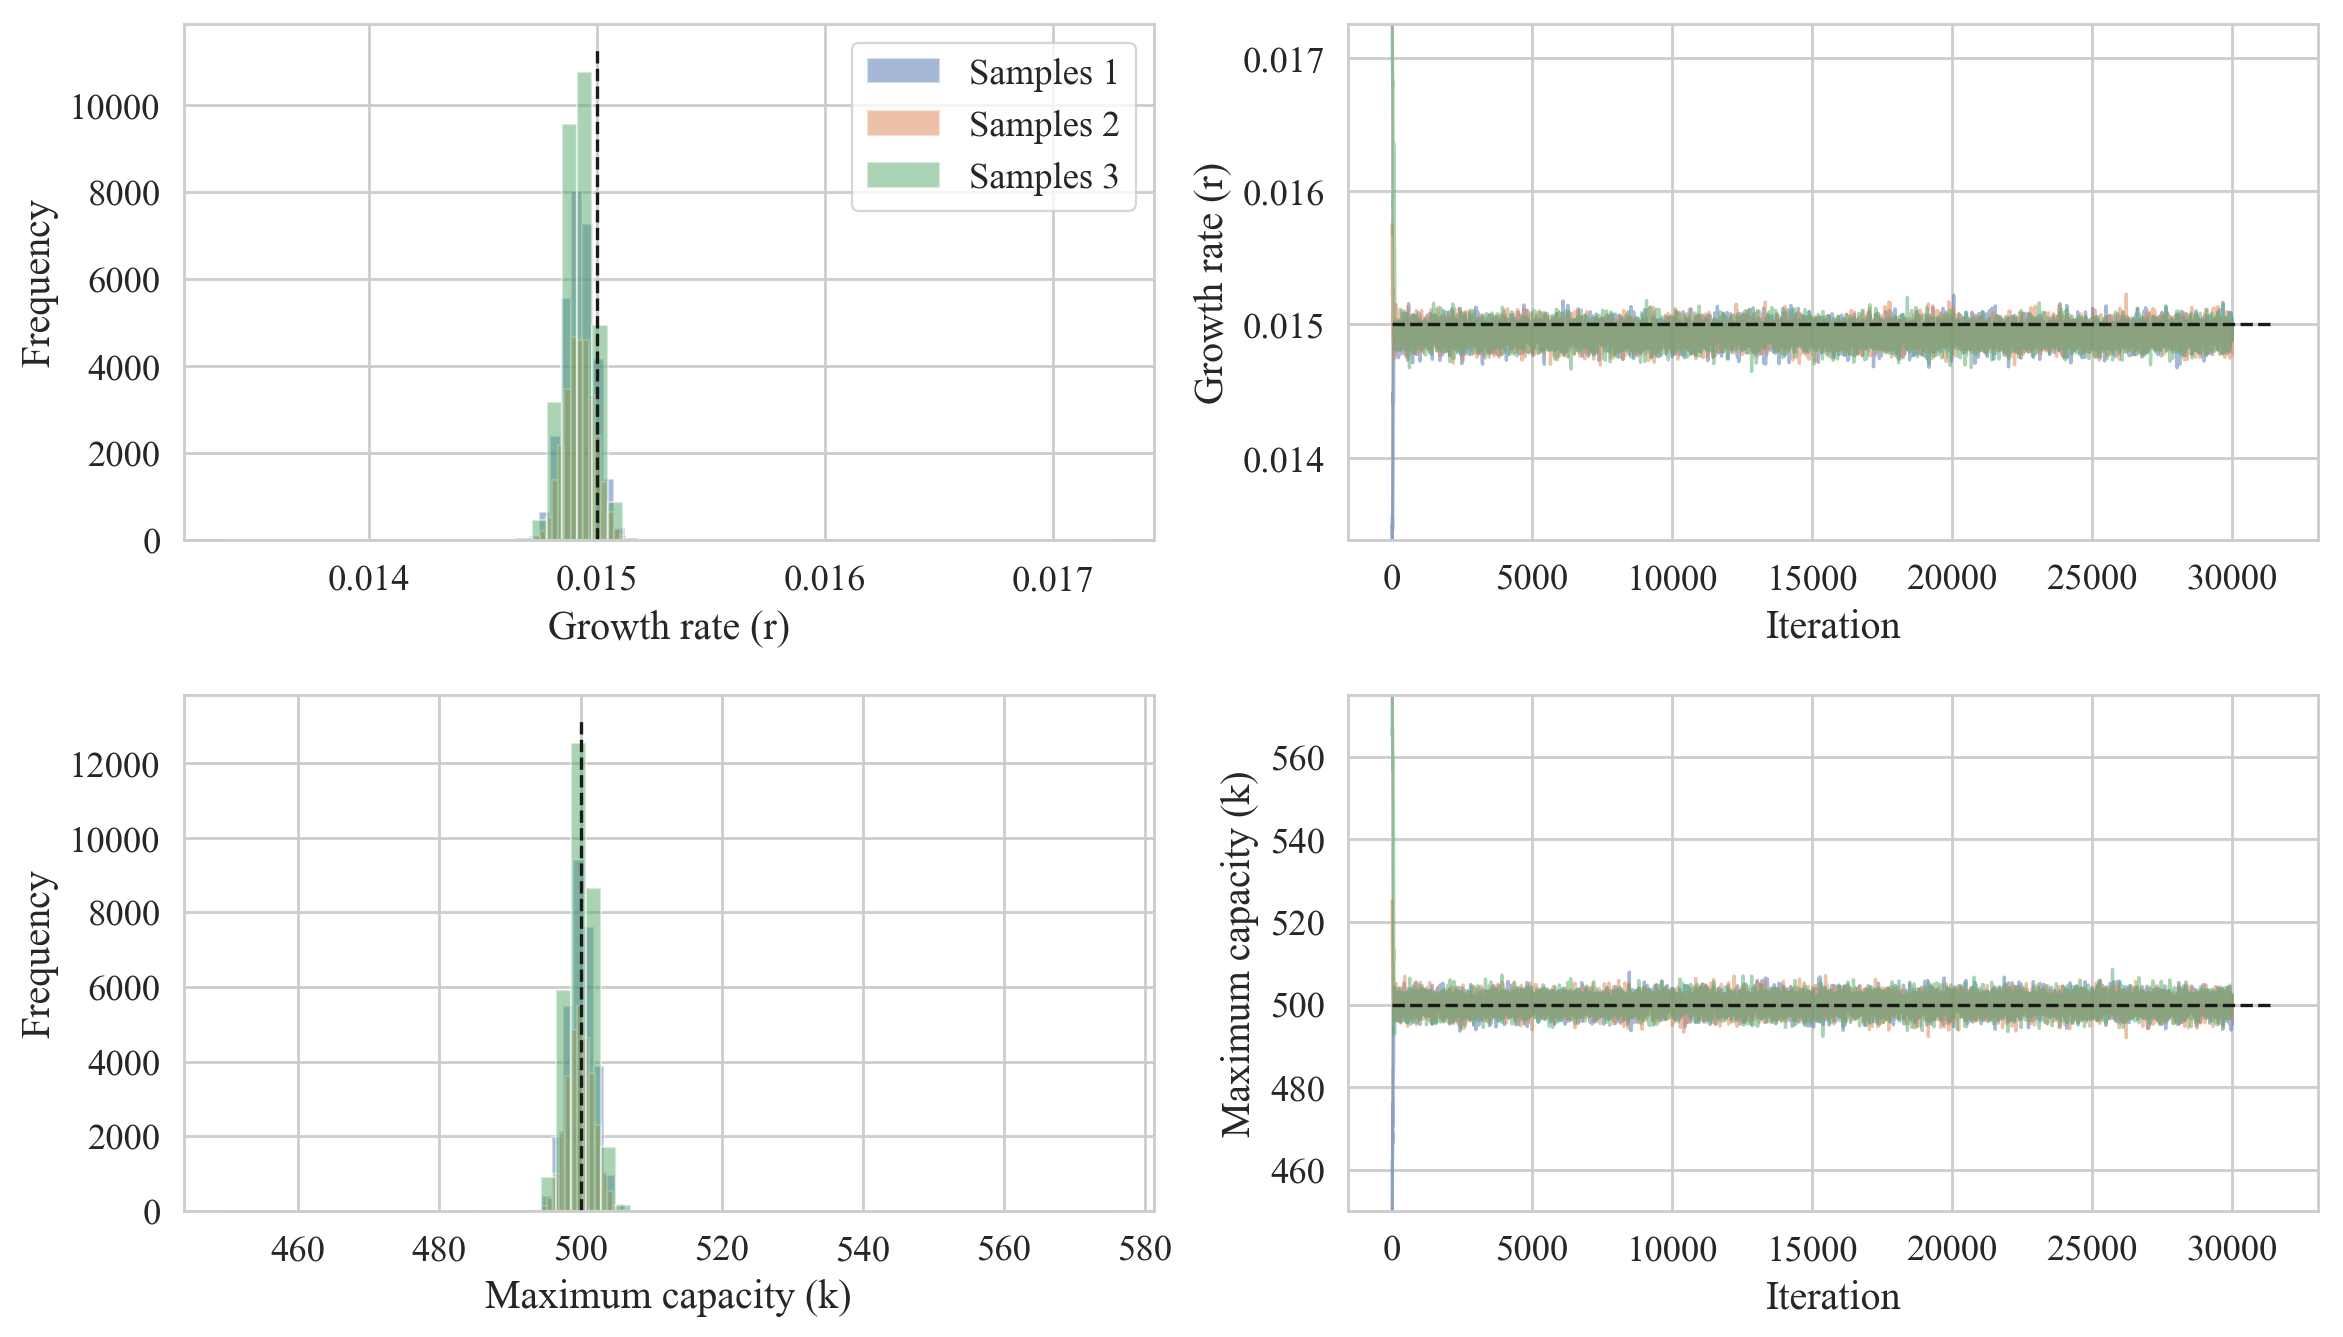 Samples 1
Samples 2
Samples 3
10000
8000
6000
4000
2000
0
Frequency
0.014 0.015 0.016 0.017
Growth rate (r)
0.017
0.016
0.015
0.014
Growth rate (r)
0 5000 10000 15000 20000 25000 30000
Iteration
12000
10000
8000
6000
4000
2000
0
Frequency
460 480 500 520 540 560 580
Maximum capacity (k)
560
540
520
500
480
460
Maximum capacity (k)
0 5000 10000 15000 20000 25000 30000
Iteration